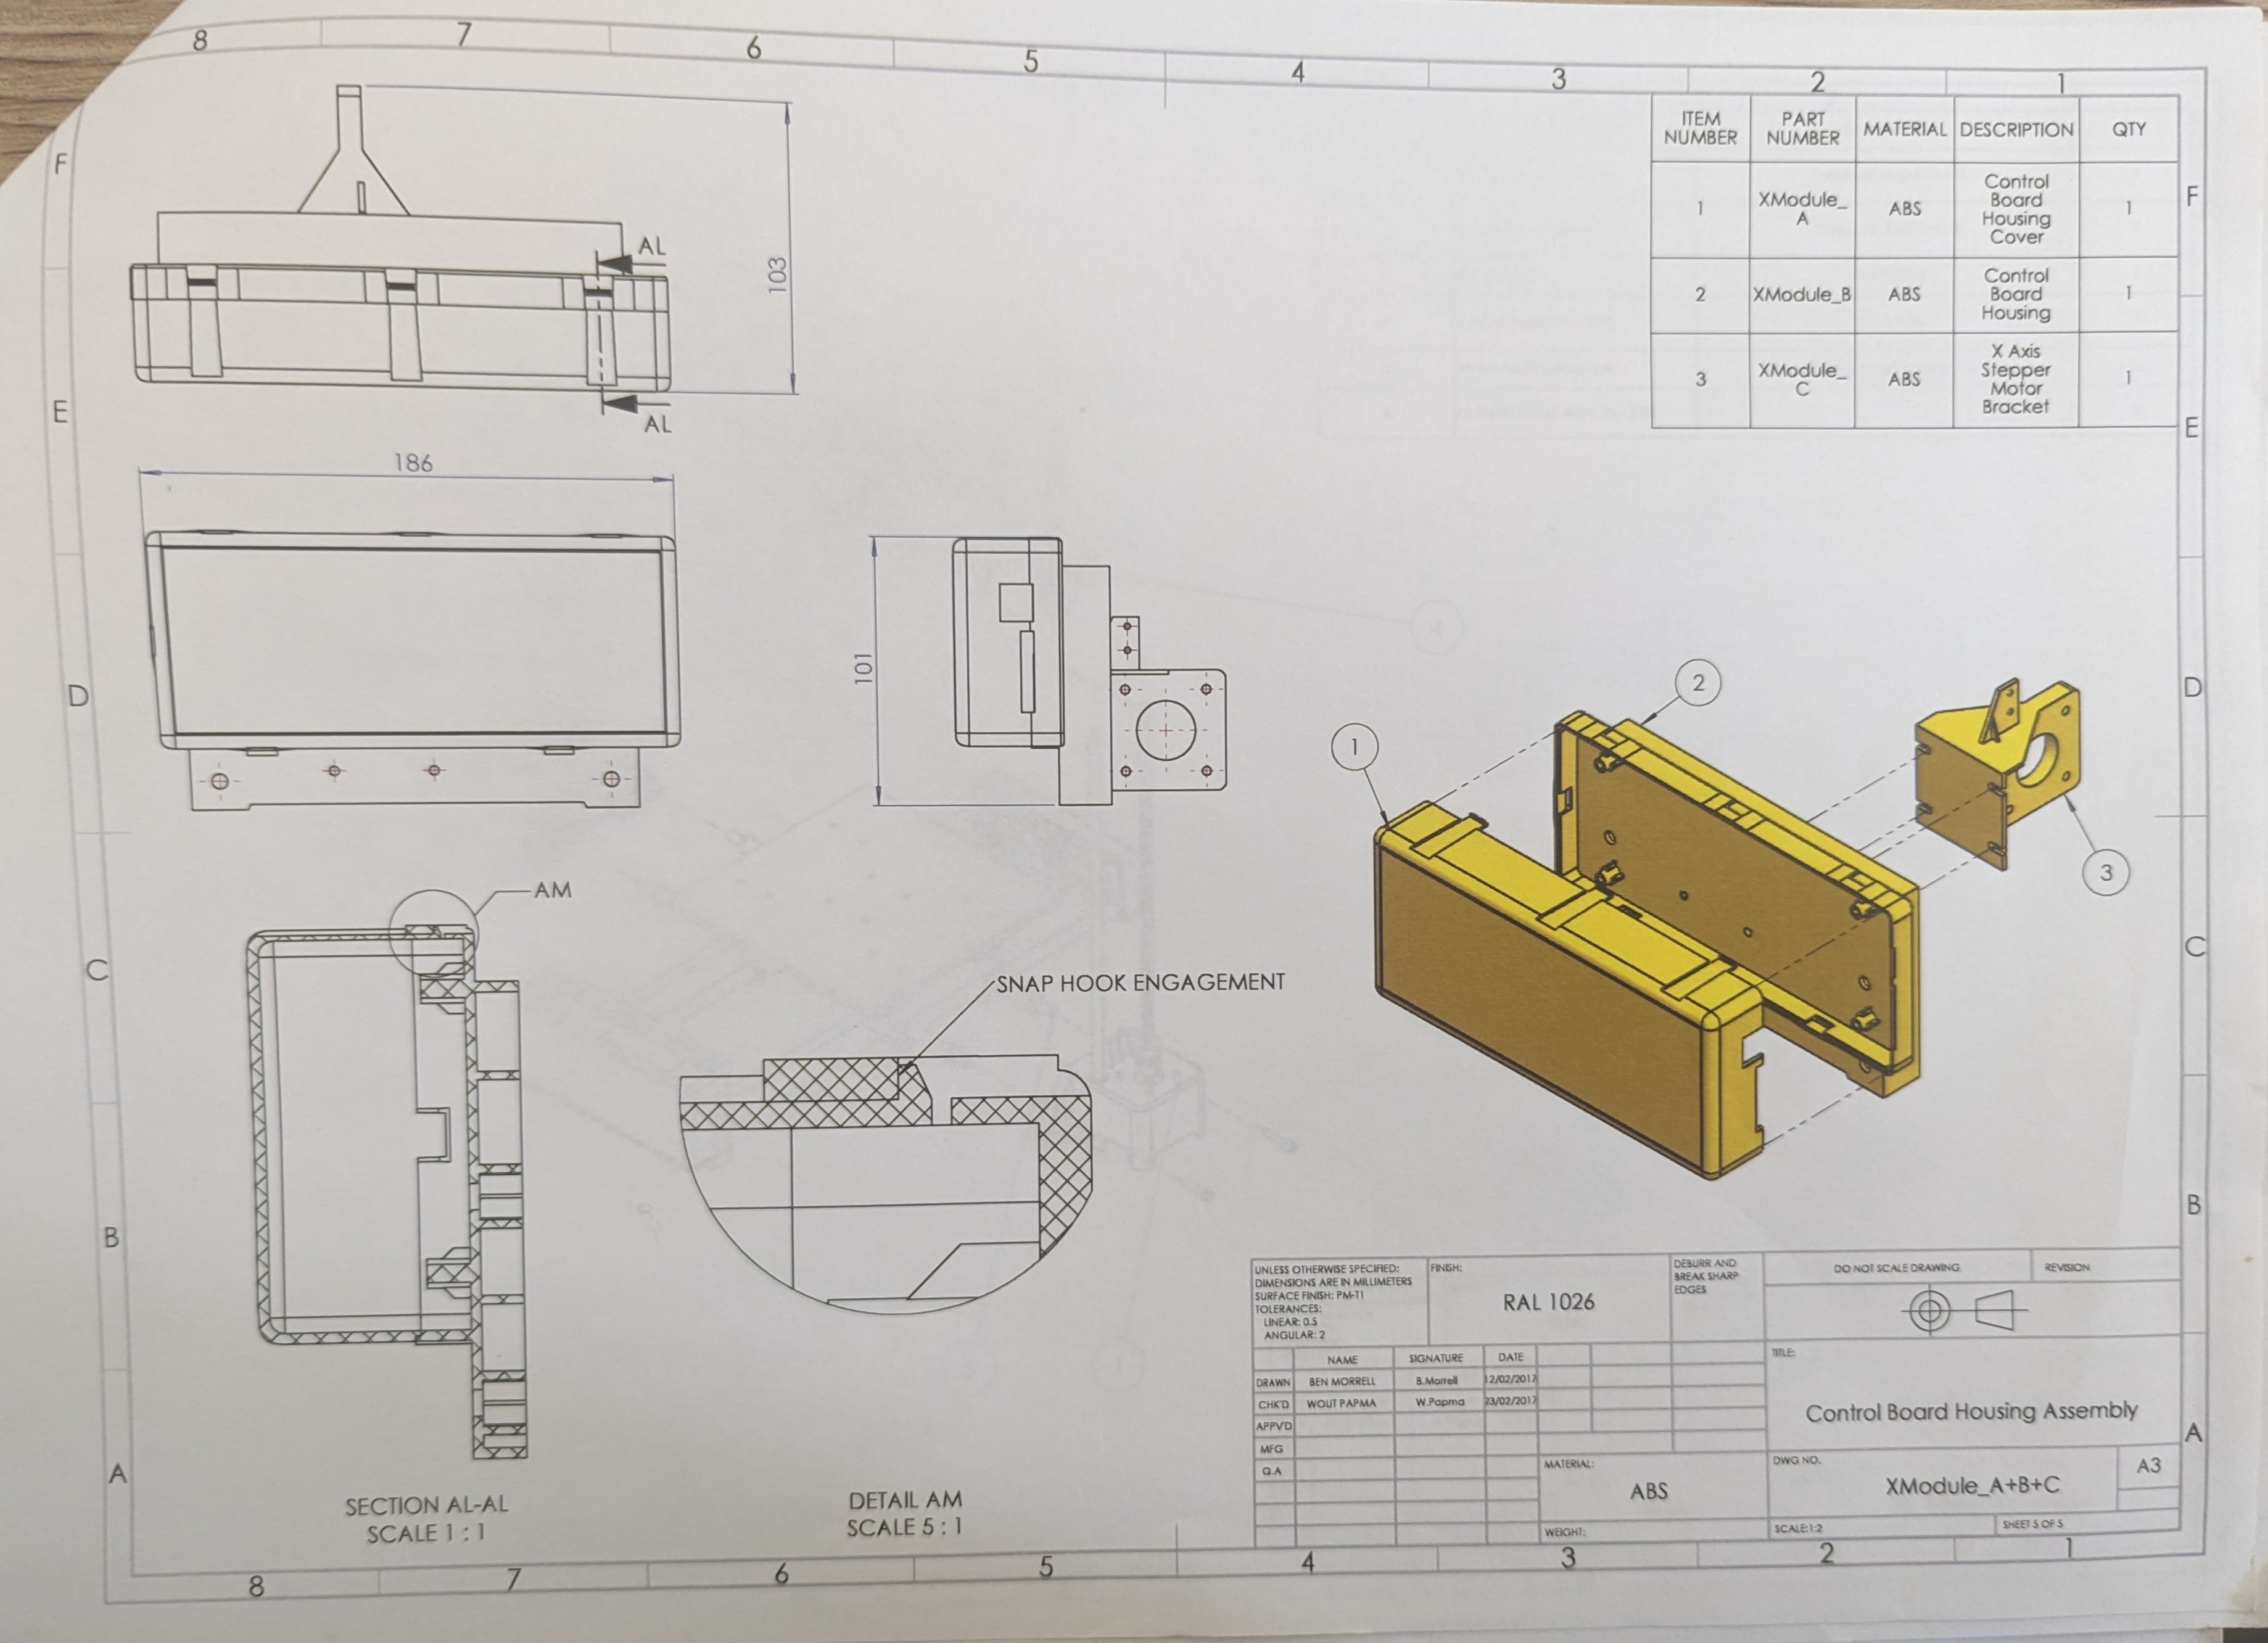 8 7 6 5 4 3 2 1
F
E
D
C
B
A
F
E
D
C
B
A
ITEM NUMBER PART NUMBER MATERIAL DESCRIPTION QTY
1 XModule_A ABS Control Board Housing Cover 1
2 XModule_B ABS Control Board Housing 1
3 XModule_C ABS X Axis Stepper Motor Bracket 1
AL
103
AL
186
101
1
2
3
AM
SNAP HOOK ENGAGEMENT
SECTION AL-AL
SCALE 1 : 1
DETAIL AM
SCALE 5 : 1
UNLESS OTHERWISE SPECIFIED:
DIMENSIONS ARE IN MILLIMETERS
SURFACE FINISH: PM-T1
TOLERANCES:
LINEAR: 0.5
ANGULAR: 2
FINISH:
RAL 1026
DEBURR AND
BREAK SHARP
EDGES
DO NOT SCALE DRAWING
REVISION
NAME SIGNATURE DATE
DRAWN BEN MORRELL B.Morrell 12/02/2017
CHK'D WOUT PAPMA W.Papma 23/02/2017
APPV'D
MFG
Q.A
TITLE:
Control Board Housing Assembly
MATERIAL:
ABS
DWG NO.
XModule_A+B+C
A3
WEIGHT:
SCALE:1:2
SHEET 5 OF 5
8 7 6 5 4 3 2 1